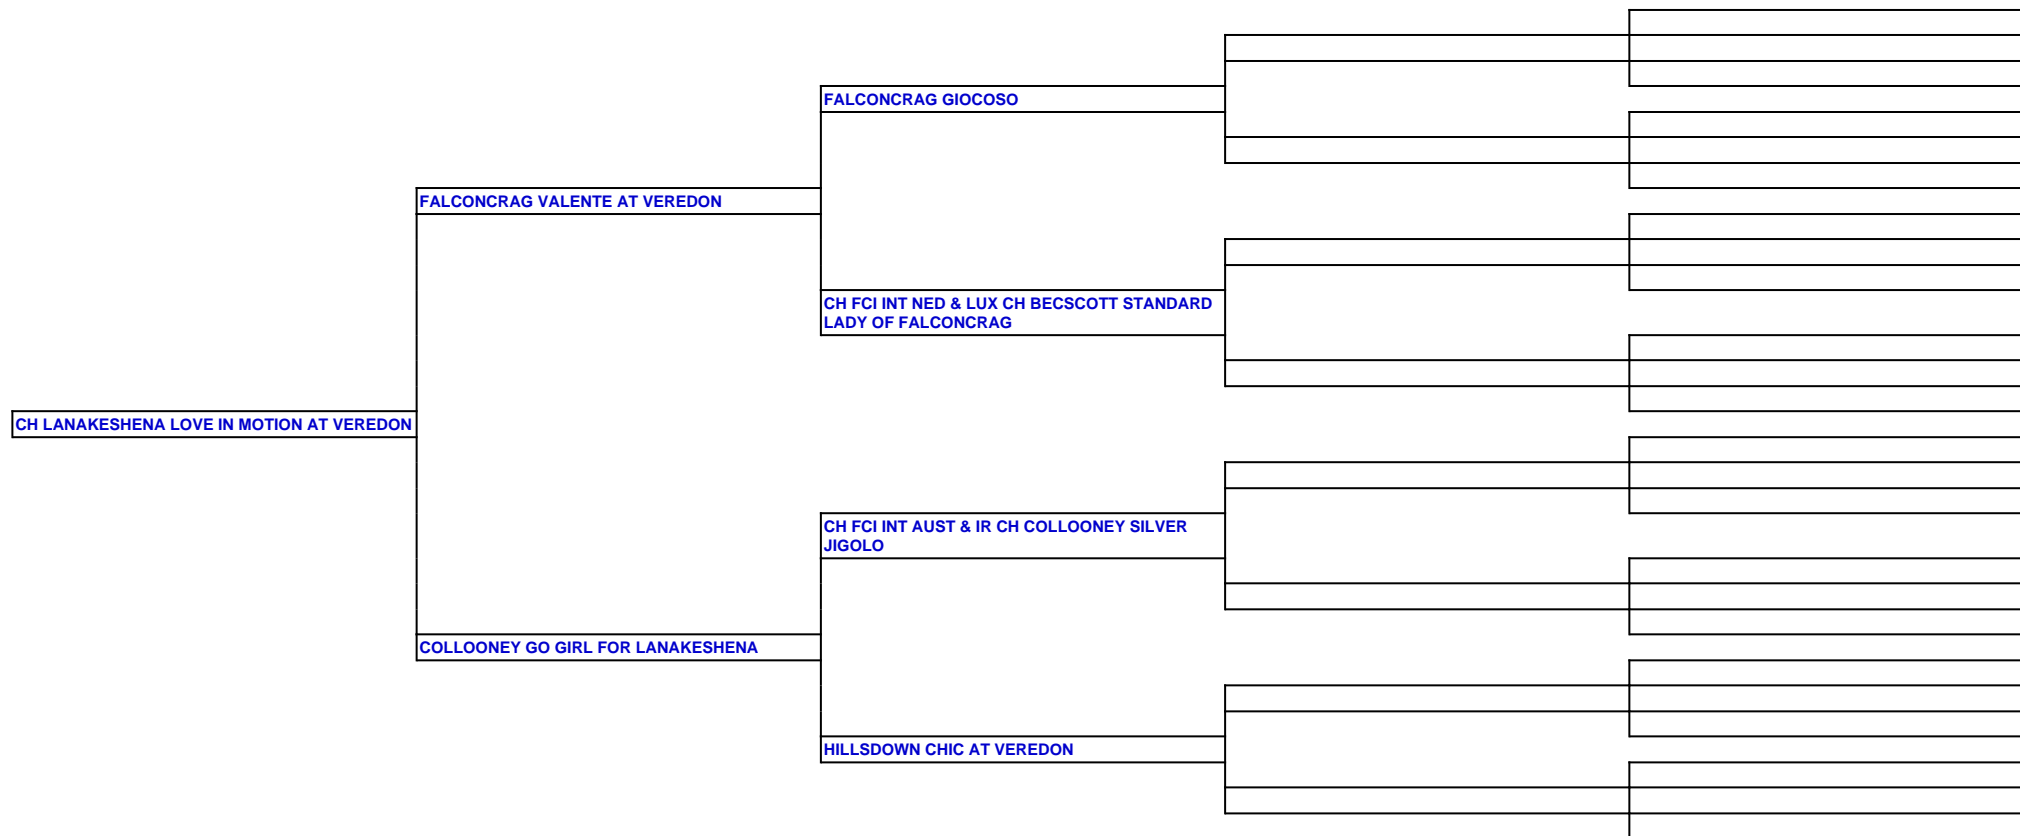 FALCONCRAG GIOCOSO
FALCONCRAG VALENTE AT VEREDON
CH FCI INT NED & LUX CH BECSCOTT STANDARD
LADY OF FALCONCRAG
CH LANAKESHENA LOVE IN MOTION AT VEREDON
CH FCI INT AUST & IR CH COLLOONEY SILVER
JIGOLO
COLLOONEY GO GIRL FOR LANAKESHENA
HILLSDOWN CHIC AT VEREDON